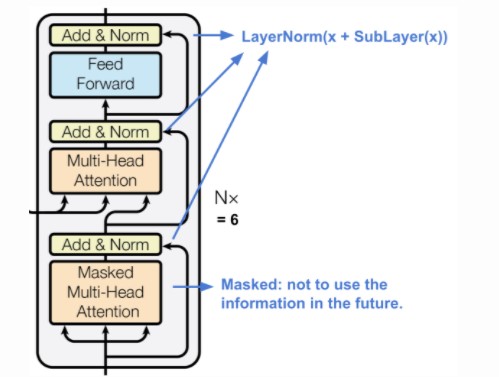 Add & Norm
LayerNorm(x + SubLayer(x))
Feed
Forward
Add & Norm
Multi-Head
Attention
N×
= 6
Add & Norm
Masked
Multi-Head
Attention
Masked: not to use the
information in the future.